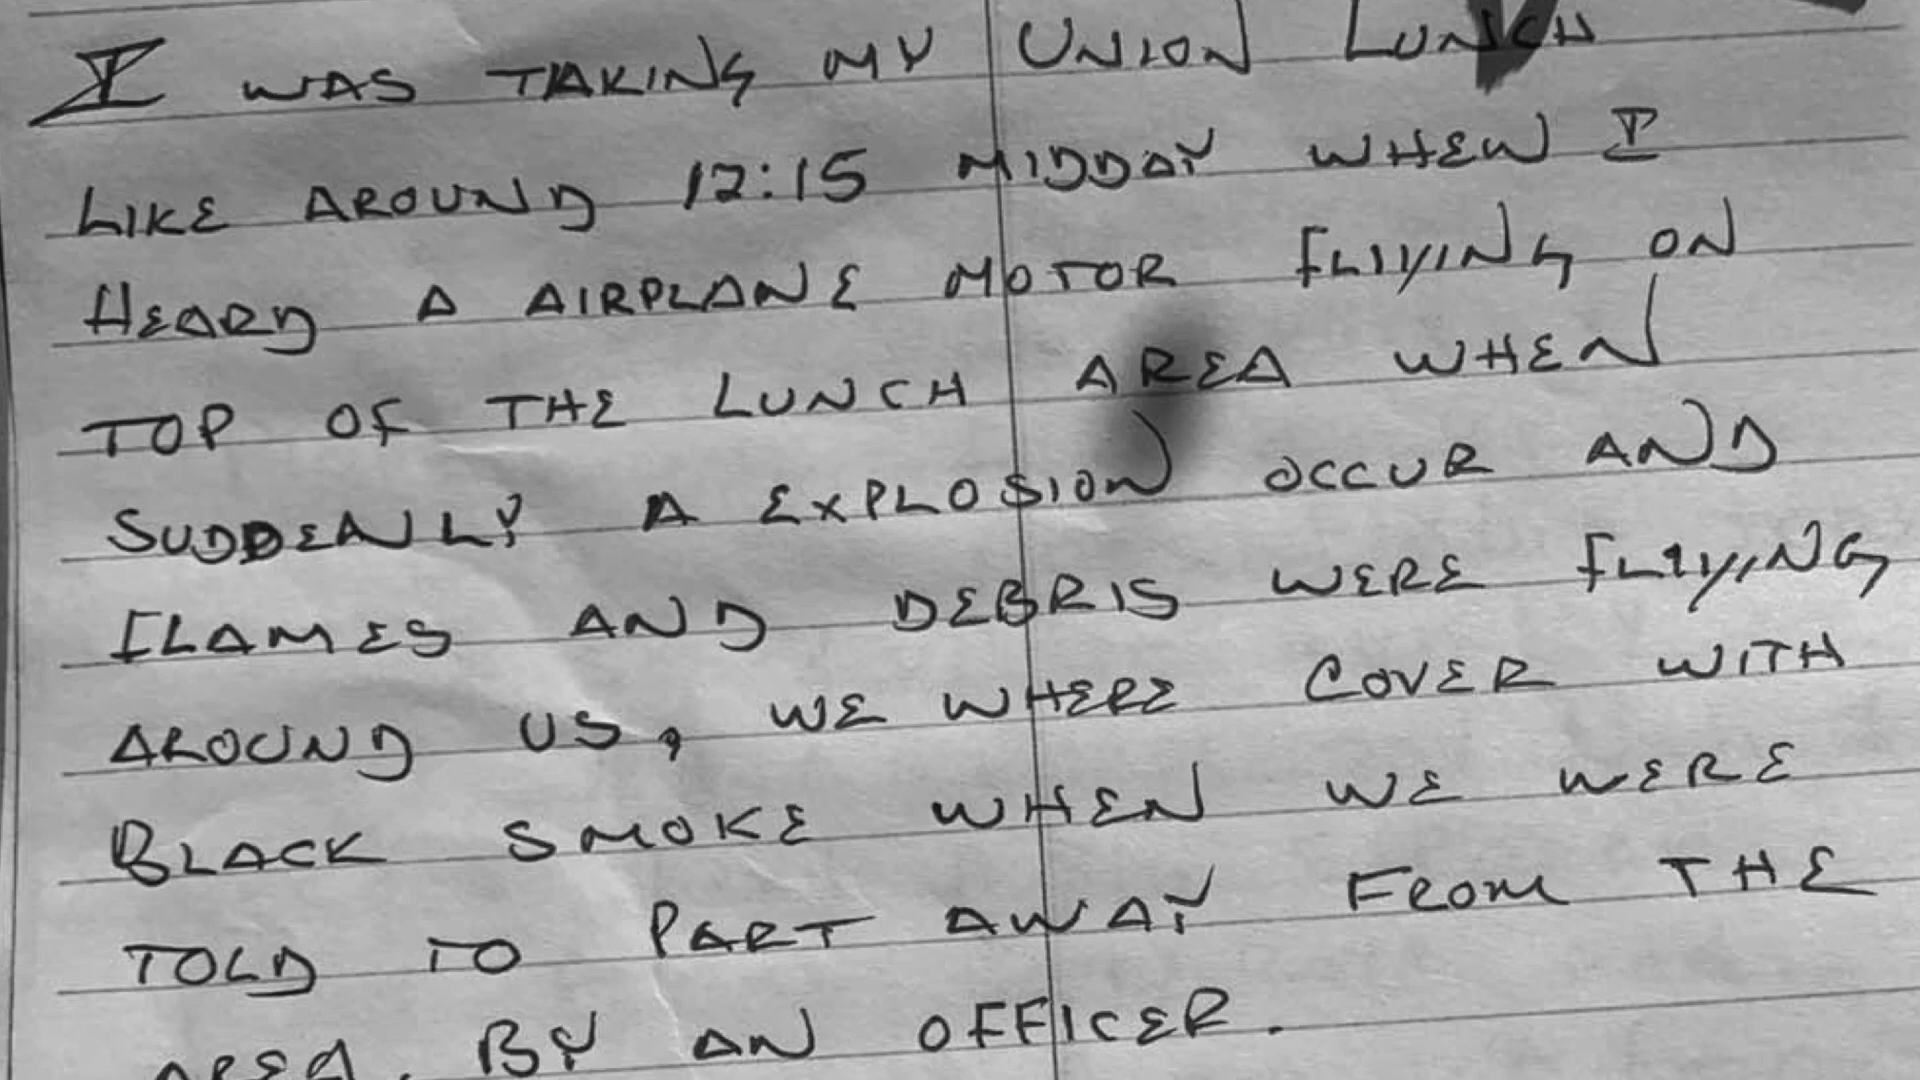 I WAS TAKING MY UNION LUNCH
LIKE AROUND 12:15 MIDDAY WHEN I
HEARD A AIRPLANE MOTOR FLIYING ON
TOP OF THE LUNCH AREA WHEN
SUDDENLY A EXPLOSION OCCUR AND
FLAMES AND DEBRIS WERE FLIYING
AROUND US, WE WHERE COVER WITH
BLACK SMOKE WHEN WE WERE
TOLD TO PART AWAY FROM THE
AREA. BY AN OFFICER.